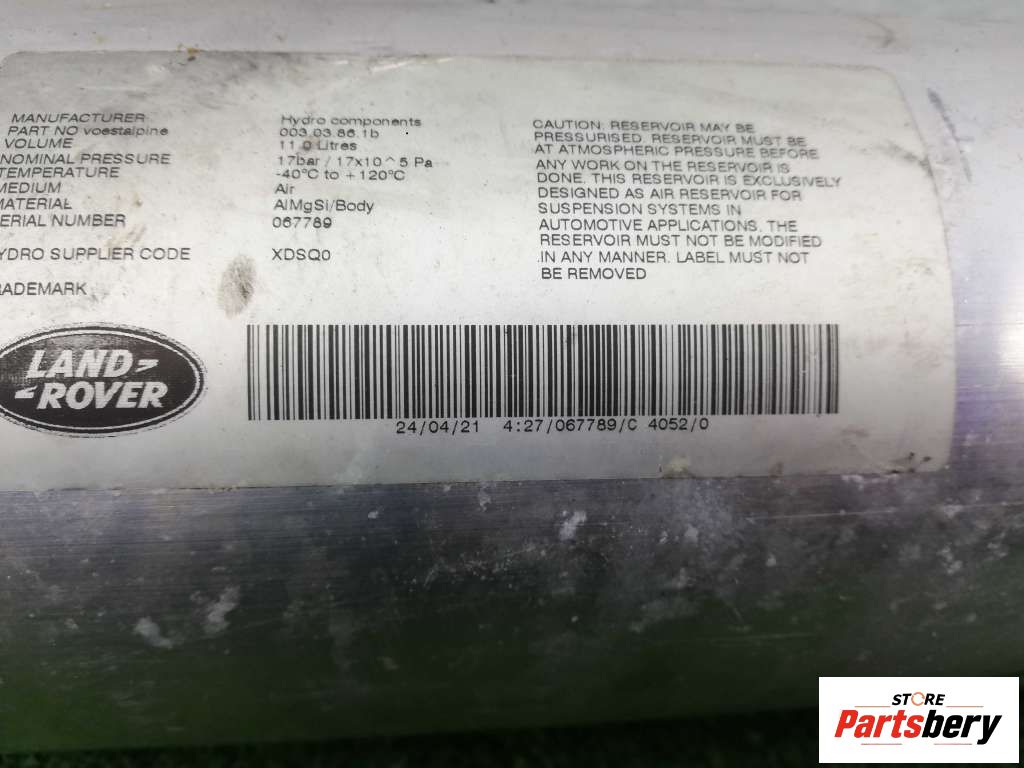 MANUFACTURER Hydro components
PART NO voestalpine 003.03.86.1b
VOLUME 11.0 Litres
NOMINAL PRESSURE 17bar / 17x10^5 Pa
TEMPERATURE -40°C to +120°C
MEDIUM Air
MATERIAL AlMgSi/Body
SERIAL NUMBER 067789
YDRO SUPPLIER CODE XDSQ0
RADEMARK
CAUTION: RESERVOIR MAY BE
PRESSURISED. RESERVOIR MUST BE
AT ATMOSPHERIC PRESSURE BEFORE
ANY WORK ON THE RESERVOIR IS
DONE. THIS RESERVOIR IS EXCLUSIVELY
DESIGNED AS AIR RESERVOIR FOR
SUSPENSION SYSTEMS IN
AUTOMOTIVE APPLICATIONS. THE
RESERVOIR MUST NOT BE MODIFIED
IN ANY MANNER. LABEL MUST NOT
BE REMOVED
LAND
ROVER
24/04/21 4:27/067789/C 4052/0
STORE
Partsbery